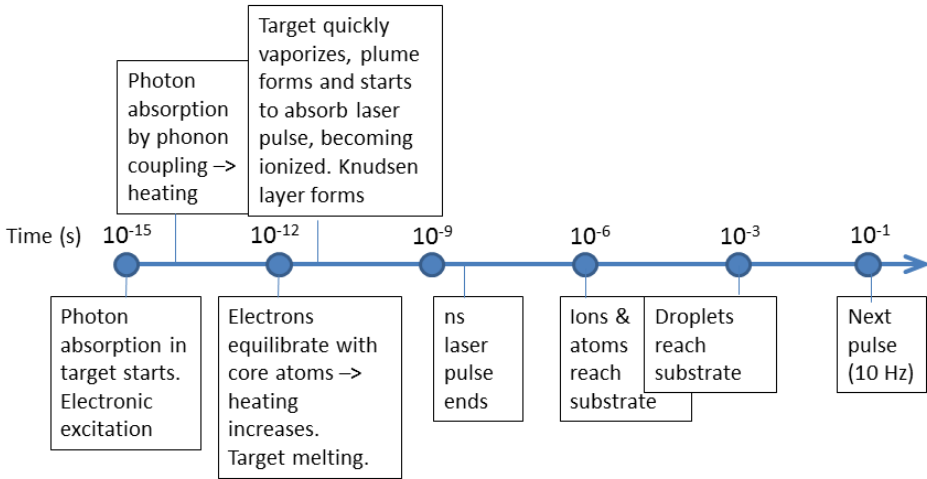 Photon
absorption
by phonon
coupling –>
heating
Target quickly
vaporizes, plume
forms and starts
to absorb laser
pulse, becoming
ionized. Knudsen
layer forms
Time (s) 10⁻¹⁵ 10⁻¹² 10⁻⁹ 10⁻⁶ 10⁻³ 10⁻¹
Photon
absorption in
target starts.
Electronic
excitation
Electrons
equilibrate with
core atoms –>
heating
increases.
Target melting.
ns
laser
pulse
ends
Ions &
atoms
reach
substrate
Droplets
reach
substrate
Next
pulse
(10 Hz)